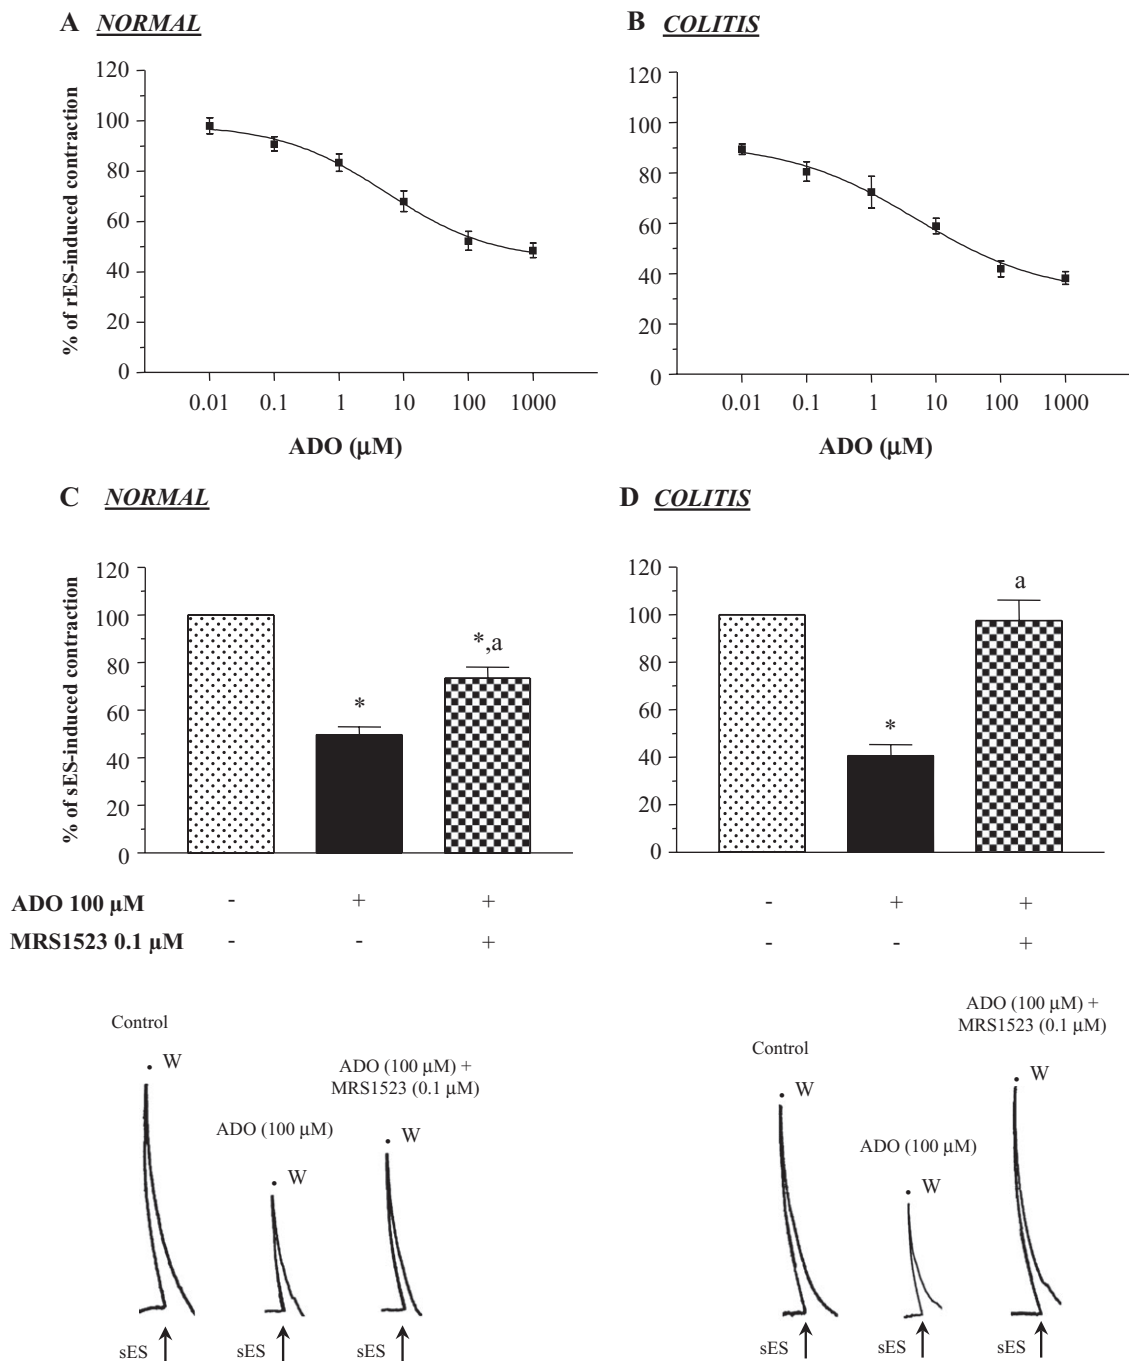 A NORMAL
B COLITIS
% of rES-induced contraction
120
100
80
60
40
20
0
0.01 0.1 1 10 100 1000
ADO (µM)
120
100
80
60
40
20
0
0.01 0.1 1 10 100 1000
ADO (µM)
C NORMAL
D COLITIS
% of sES-induced contraction
120
100
80
60
40
20
0
*
*,a
120
100
80
60
40
20
0
*
a
ADO 100 µM - + + - + +
MRS1523 0.1 µM - - + - - +
Control
W
ADO (100 µM)
W
ADO (100 µM) +
MRS1523 (0.1 µM)
W
sES
sES
sES
Control
W
ADO (100 µM)
W
ADO (100 µM) +
MRS1523 (0.1 µM)
W
sES
sES
sES